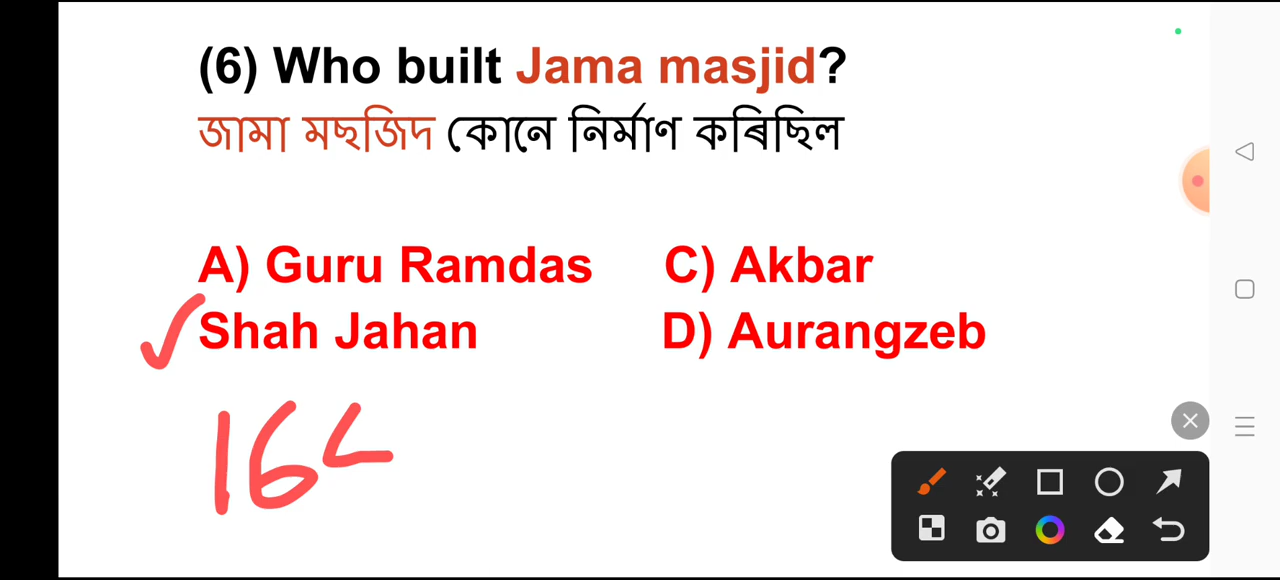 (6) Who built Jama masjid?
জামা মছজিদ কোনে নিৰ্মাণ কৰিছিল
A) Guru Ramdas C) Akbar
Shah Jahan D) Aurangzeb
16